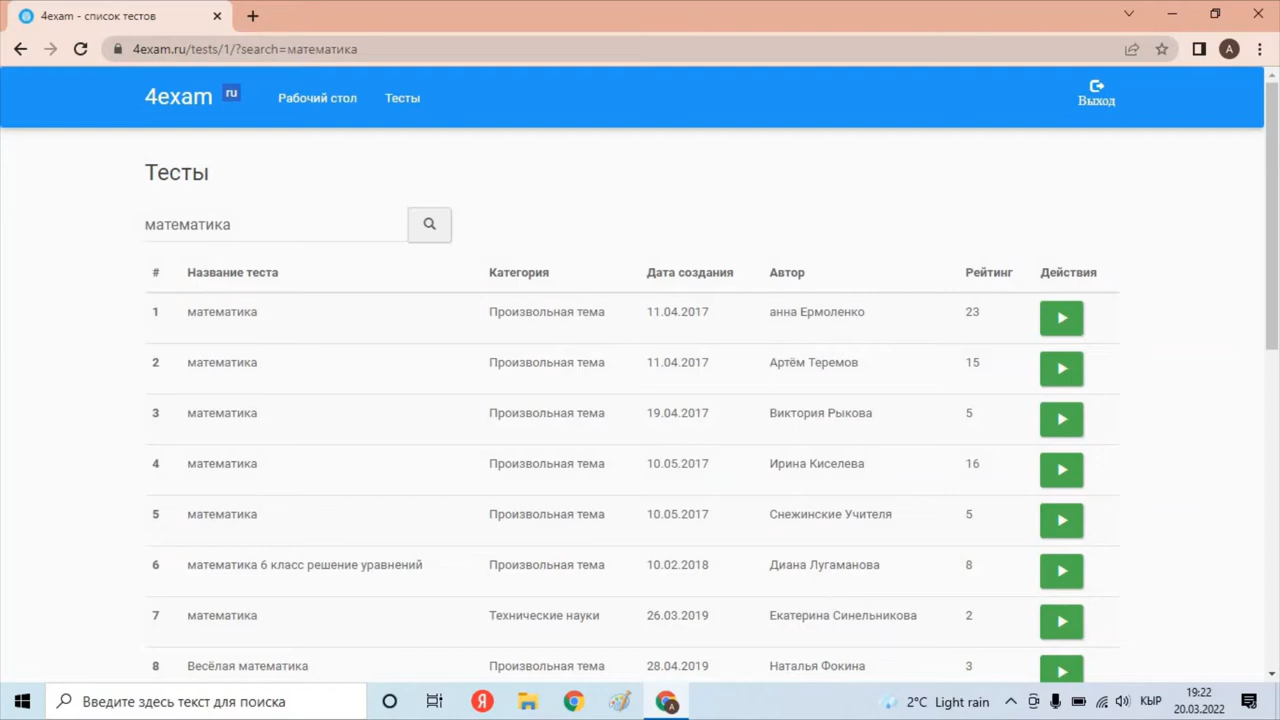 4exam - список тестов
4exam.ru/tests/1/?search=математика
A
4exam ru Рабочий стол Тесты Выход
Тесты
математика
# Название теста Категория Дата создания Автор Рейтинг Действия
1 математика Произвольная тема 11.04.2017 анна Ермоленко 23
2 математика Произвольная тема 11.04.2017 Артём Теремов 15
3 математика Произвольная тема 19.04.2017 Виктория Рыкова 5
4 математика Произвольная тема 10.05.2017 Ирина Киселева 16
5 математика Произвольная тема 10.05.2017 Снежинские Учителя 5
6 математика 6 класс решение уравнений Произвольная тема 10.02.2018 Диана Лугаманова 8
7 математика Технические науки 26.03.2019 Екатерина Синельникова 2
8 Весёлая математика Произвольная тема 28.04.2019 Наталья Фокина 3
Введите здесь текст для поиска Я A 2°C Light rain КЫР 19:22
20.03.2022